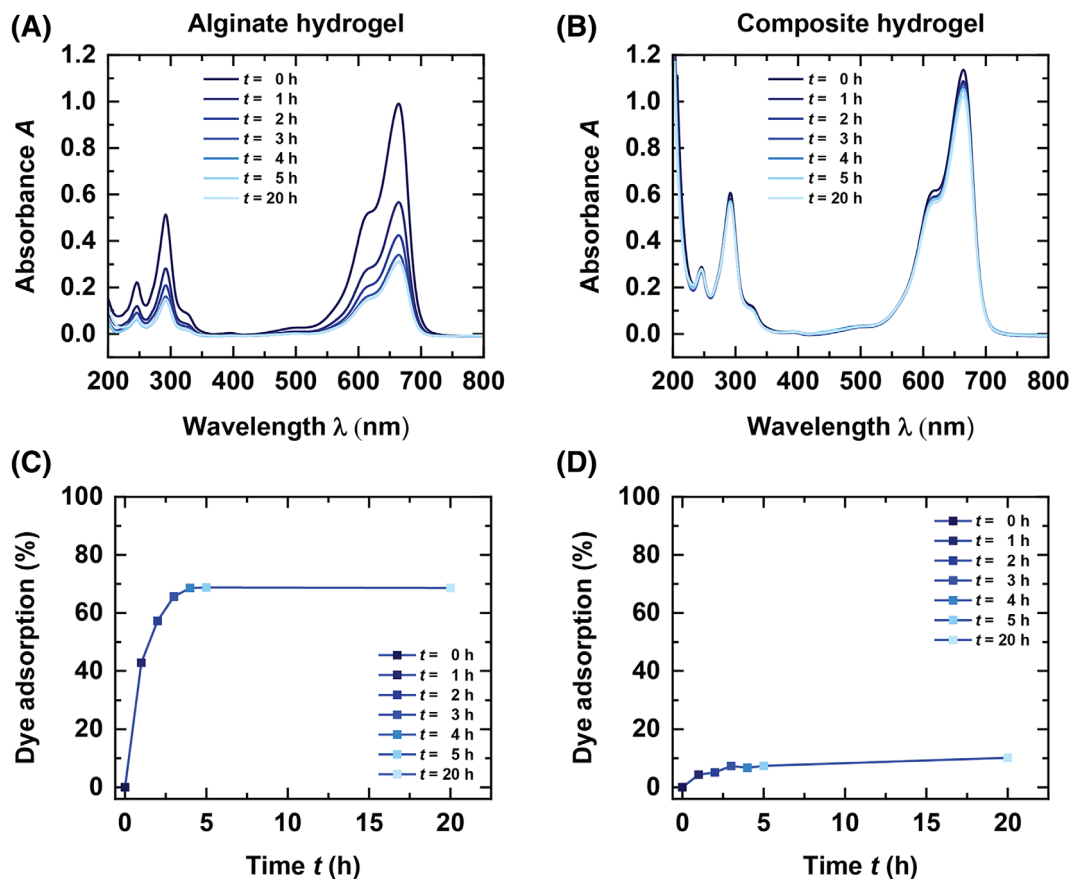 (A)
Alginate hydrogel
1.2
1.0
0.8
0.6
0.4
0.2
0.0
Absorbance A
t = 0 h
t = 1 h
t = 2 h
t = 3 h
t = 4 h
t = 5 h
t = 20 h
200 300 400 500 600 700 800
Wavelength λ (nm)
(B)
Composite hydrogel
1.2
1.0
0.8
0.6
0.4
0.2
0.0
Absorbance A
t = 0 h
t = 1 h
t = 2 h
t = 3 h
t = 4 h
t = 5 h
t = 20 h
200 300 400 500 600 700 800
Wavelength λ (nm)
(C)
100
80
60
40
20
0
Dye adsorption (%)
t = 0 h
t = 1 h
t = 2 h
t = 3 h
t = 4 h
t = 5 h
t = 20 h
0 5 10 15 20
Time t (h)
(D)
100
80
60
40
20
0
Dye adsorption (%)
t = 0 h
t = 1 h
t = 2 h
t = 3 h
t = 4 h
t = 5 h
t = 20 h
0 5 10 15 20
Time t (h)